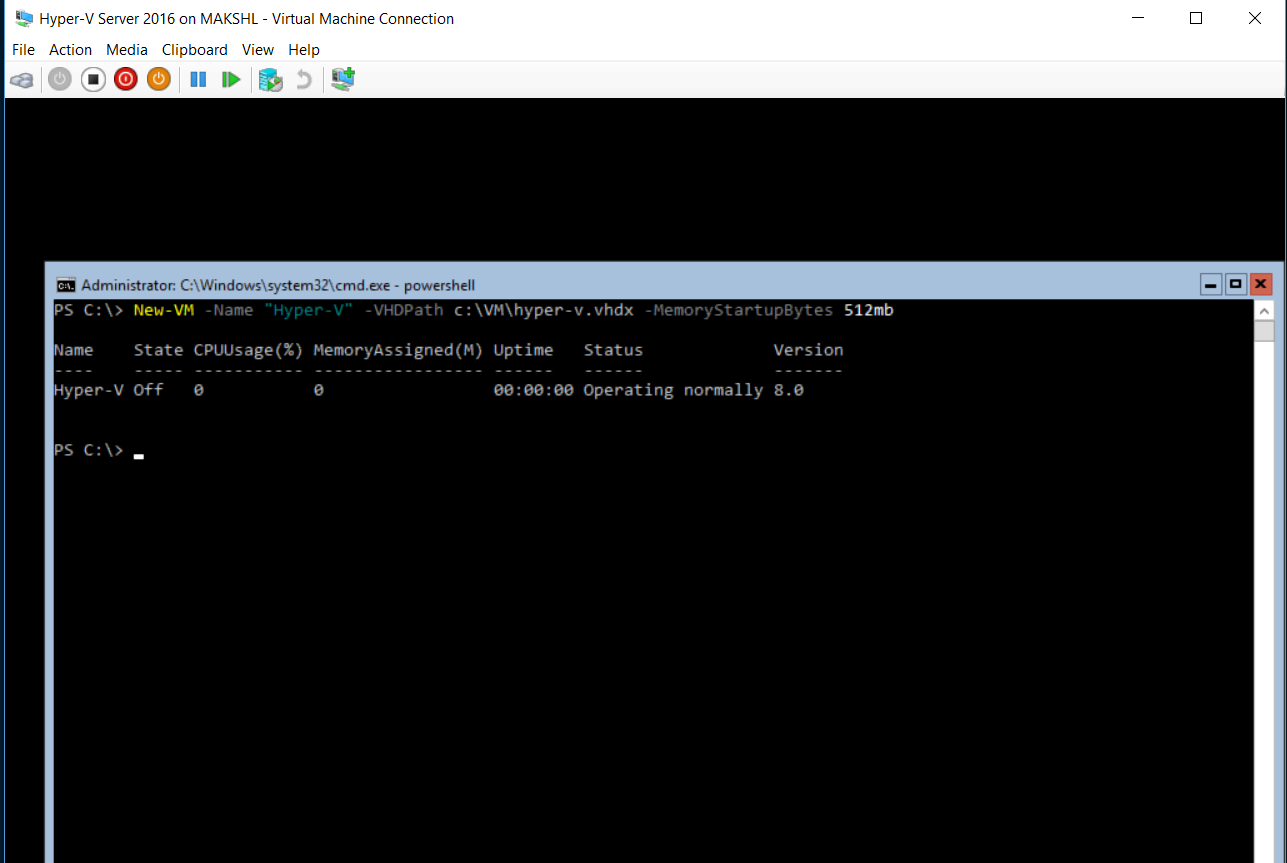 Hyper-V Server 2016 on MAKSHL - Virtual Machine Connection
File Action Media Clipboard View Help
Administrator: C:\Windows\system32\cmd.exe - powershell
PS C:\> New-VM -Name "Hyper-V" -VHDPath c:\VM\hyper-v.vhdx -MemoryStartupBytes 512mb
Name State CPUUsage(%) MemoryAssigned(M) Uptime Status Version
---- ----- ----------- ----------------- ------ ------ -------
Hyper-V Off 0 0 00:00:00 Operating normally 8.0
PS C:\>